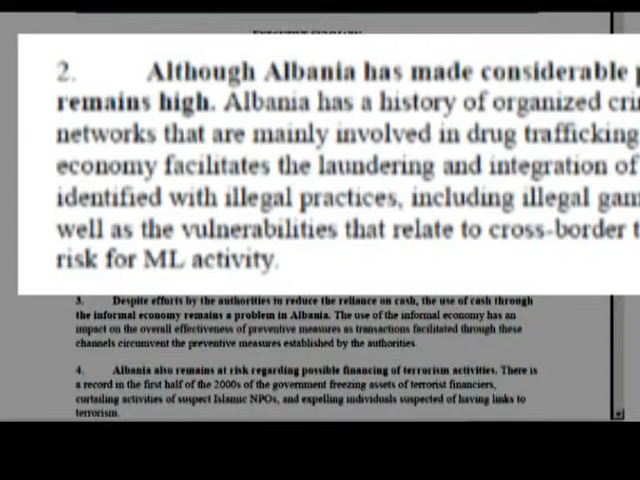 EXECUTIVE SUMMARY
2. Although Albania has made considerable
remains high. Albania has a history of organized cri
networks that are mainly involved in drug trafficking
economy facilitates the laundering and integration of
identified with illegal practices, including illegal gam
well as the vulnerabilities that relate to cross-border t
risk for ML activity.
3. Despite efforts by the authorities to reduce the reliance on cash, the use of cash through
the informal economy remains a problem in Albania. The use of the informal economy has an
impact on the overall effectiveness of preventive measures as transactions facilitated through these
channels circumvent the preventive measures established by the authorities.
4. Albania also remains at risk regarding possible financing of terrorism activities. There is
a record in the first half of the 2000s of the government freezing assets of terrorist financiers,
curtailing activities of suspect Islamic NPOs, and expelling individuals suspected of having links to
terrorism.